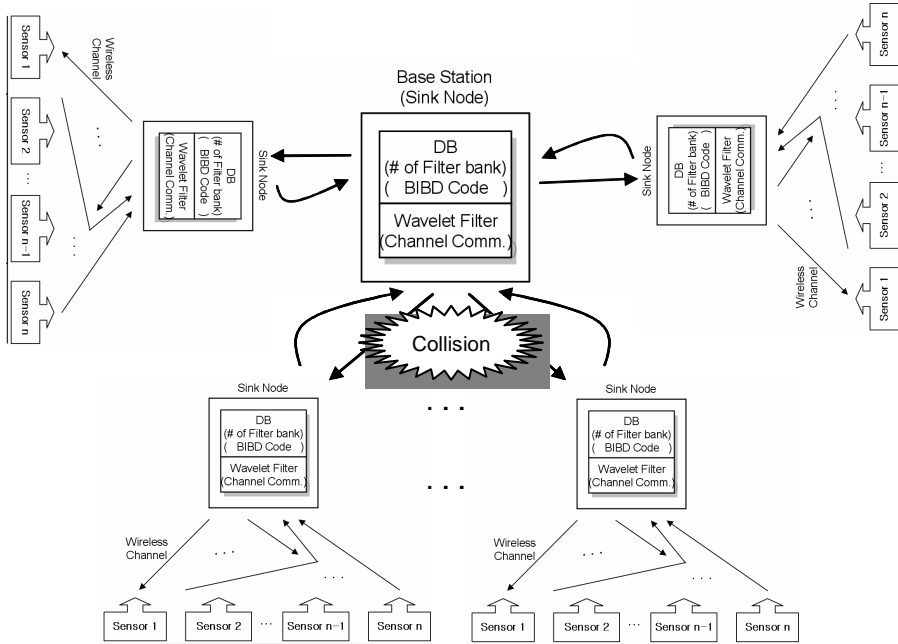 Base Station
(Sink Node)
DB
(# of Filter bank)
( BIBD Code )
Wavelet Filter
(Channel Comm.)
Sensor 1
Sensor 2
...
Sensor n-1
Sensor n
Wireless
Channel
...
...
Sink Node
DB
(# of Filter bank)
( BIBD Code )
Wavelet Filter
(Channel Comm.)
Sink Node
DB
(# of Filter bank)
( BIBD Code )
Wavelet Filter
(Channel Comm.)
Wireless
Channel
...
...
Sensor n
Sensor n-1
...
Sensor 2
Sensor 1
Collision
...
...
Sink Node
DB
(# of Filter bank)
( BIBD Code )
Wavelet Filter
(Channel Comm.)
Wireless
Channel
...
...
Sensor 1
Sensor 2
...
Sensor n-1
Sensor n
Sink Node
DB
(# of Filter bank)
( BIBD Code )
Wavelet Filter
(Channel Comm.)
Wireless
Channel
...
...
Sensor 1
Sensor 2
...
Sensor n-1
Sensor n